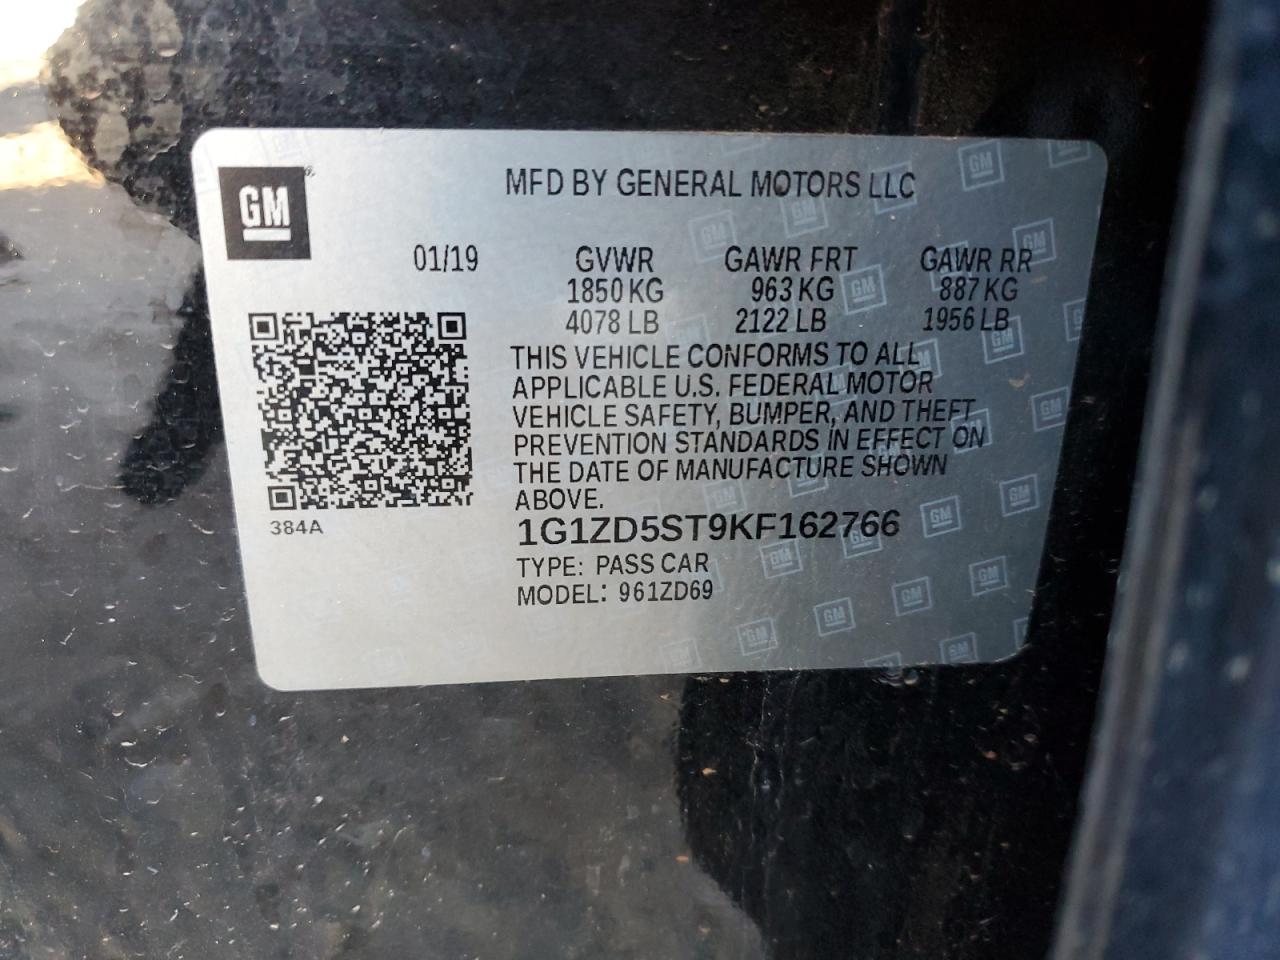 GM
MFD BY GENERAL MOTORS LLC
01/19 GVWR GAWR FRT GAWR RR
1850 KG 963 KG 887 KG
4078 LB 2122 LB 1956 LB
THIS VEHICLE CONFORMS TO ALL
APPLICABLE U.S. FEDERAL MOTOR
VEHICLE SAFETY, BUMPER, AND THEFT
PREVENTION STANDARDS IN EFFECT ON
THE DATE OF MANUFACTURE SHOWN
ABOVE.
384A
1G1ZD5ST9KF162766
TYPE: PASS CAR
MODEL: 961ZD69